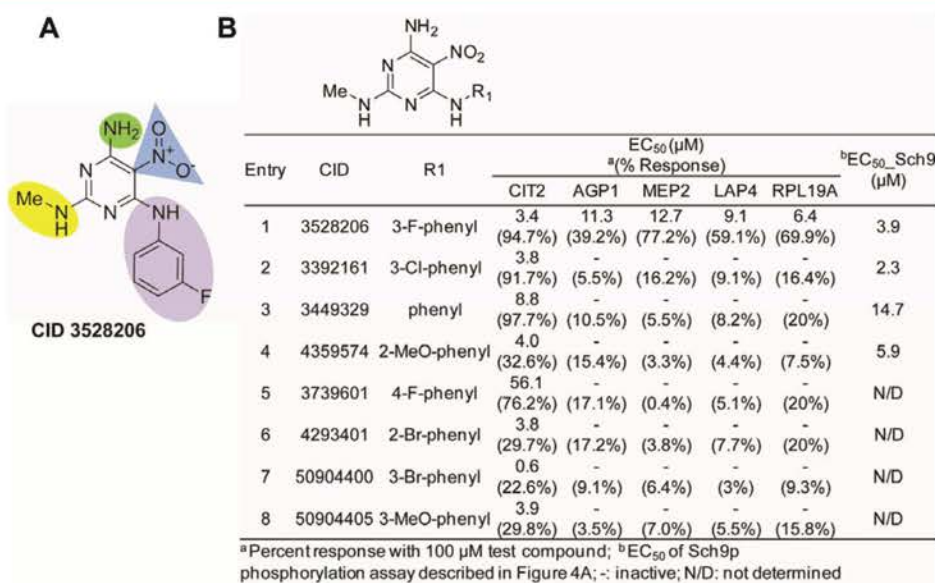 A
B
NH2
NO2
N
Me
N
H
N
N
H
R1
NH2
O
N+
O-
N
Me
N
H
N
NH
F
CID 3528206
EC50 (μM)
a(% Response)
bEC50_Sch9
(μM)
Entry CID R1 CIT2 AGP1 MEP2 LAP4 RPL19A
1 3528206 3-F-phenyl 3.4 11.3 12.7 9.1 6.4 3.9
(94.7%) (39.2%) (77.2%) (59.1%) (69.9%)
2 3392161 3-Cl-phenyl 3.8 - - - - 2.3
(91.7%) (5.5%) (16.2%) (9.1%) (16.4%)
3 3449329 phenyl 8.8 - - - - 14.7
(97.7%) (10.5%) (5.5%) (8.2%) (20%)
4 4359574 2-MeO-phenyl 4.0 - - - - 5.9
(32.6%) (15.4%) (3.3%) (4.4%) (7.5%)
5 3739601 4-F-phenyl 56.1 - - - - N/D
(76.2%) (17.1%) (0.4%) (5.1%) (20%)
6 4293401 2-Br-phenyl 3.8 - - - - N/D
(29.7%) (17.2%) (3.8%) (7.7%) (20%)
7 50904400 3-Br-phenyl 0.6 - - - - N/D
(22.6%) (9.1%) (6.4%) (3%) (9.3%)
8 50904405 3-MeO-phenyl 3.9 - - - - N/D
(29.8%) (3.5%) (7.0%) (5.5%) (15.8%)
a Percent response with 100 μM test compound; bEC50 of Sch9p
phosphorylation assay described in Figure 4A; -: inactive; N/D: not determined